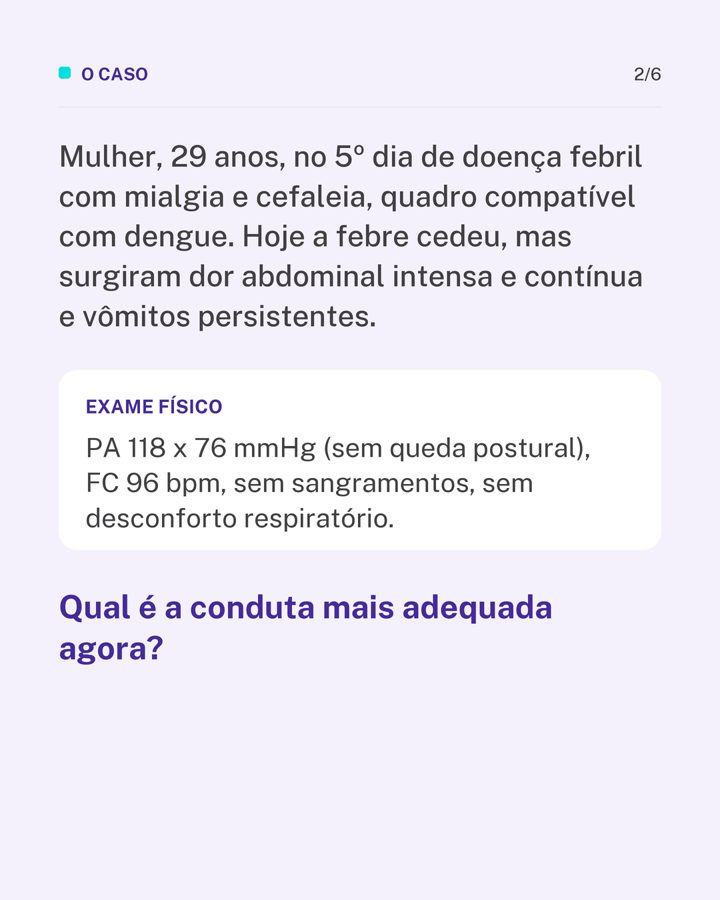 O CASO
2/6
Mulher, 29 anos, no 5º dia de doença febril
com mialgia e cefaleia, quadro compatível
com dengue. Hoje a febre cedeu, mas
surgiram dor abdominal intensa e contínua
e vômitos persistentes.
EXAME FÍSICO
PA 118 x 76 mmHg (sem queda postural),
FC 96 bpm, sem sangramentos, sem
desconforto respiratório.
Qual é a conduta mais adequada
agora?